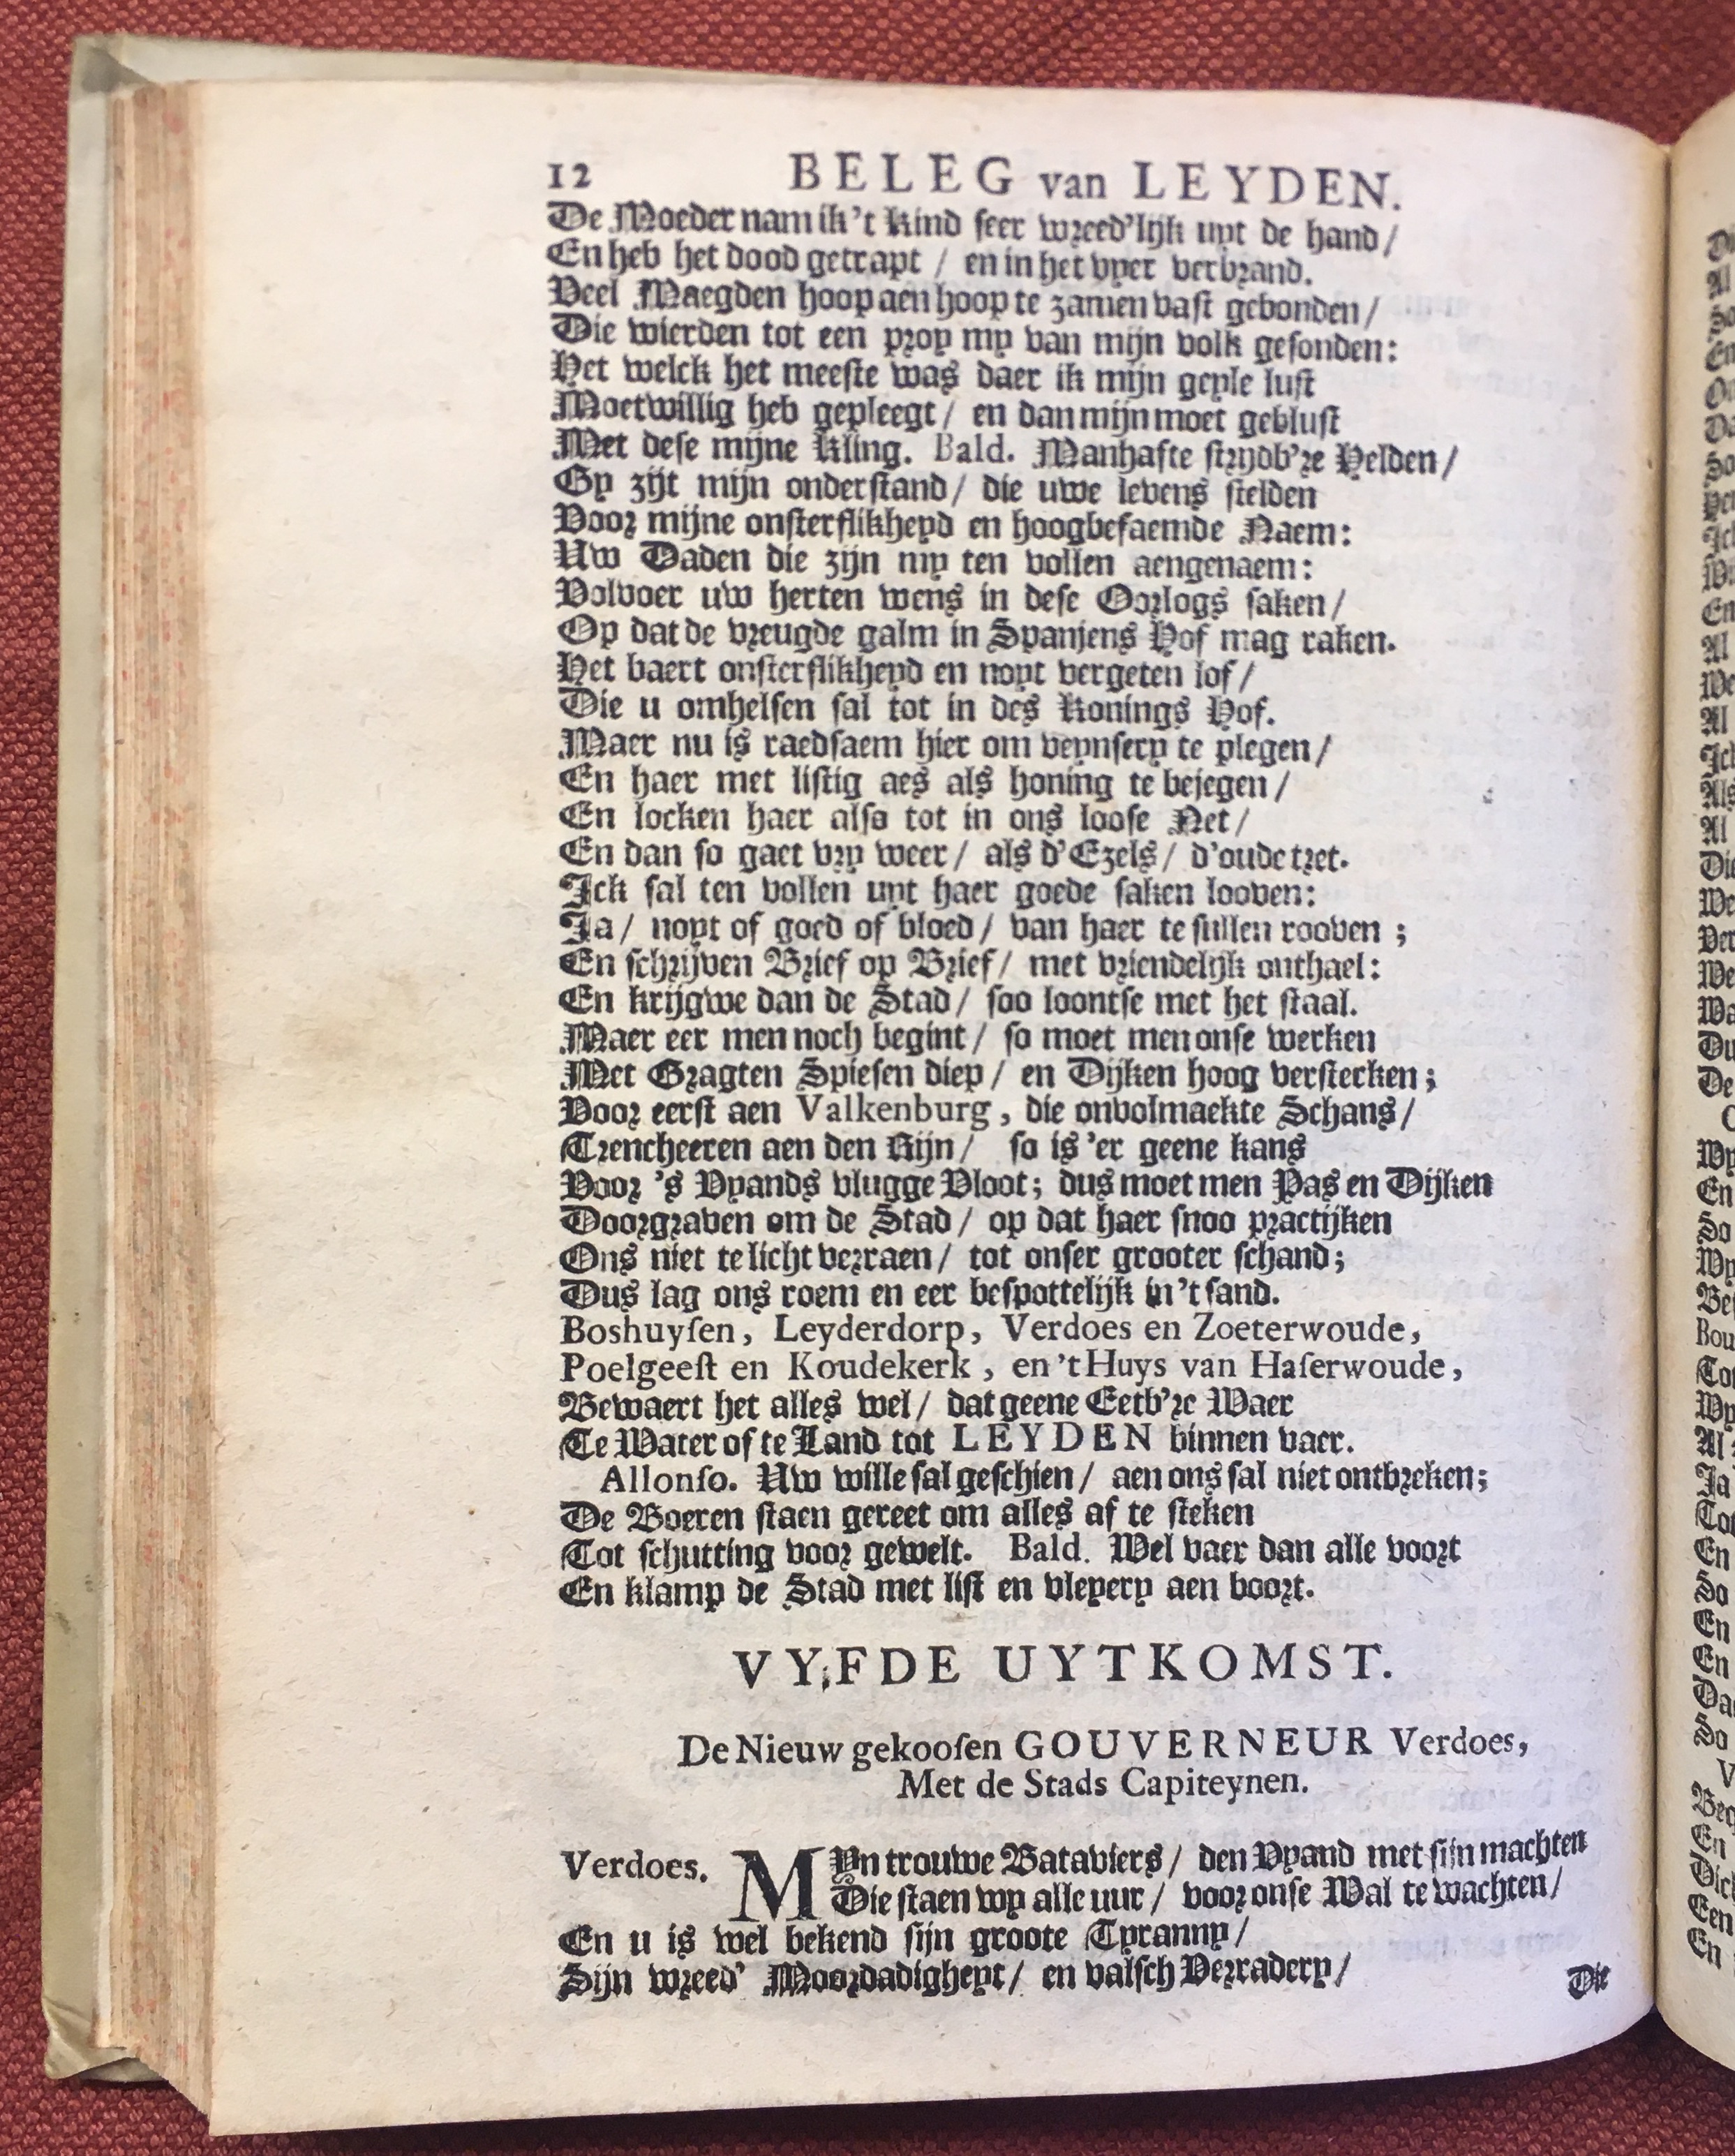 12 BELEG van LEYDEN.
De Moeder nam ik 't kind seer wreed'lijk uyt de hand/
En heb het dood getrapt / en in het vyer verbrand.
Veel Maegden hoop aen hoop te zamen vast gebonden/
Die wierden tot een prop my van mijn volk gesonden:
Het welck het meeste was daer ik mijn geyle lust
Moetwillig heb gepleegt / en dan mijn moet geblust
Met dese mijne kling. Bald. Manhafte strydb're Helden/
Gy zijt mijn onderstand / die uwe levens stelden
Voor mijne onsterflikheyd en hoogbefaemde Naem:
Uw Daden die zijn my ten vollen aengenaem:
Volvoer uw herten wens in dese Oorlogs saken/
Op dat de vreugde galm in Spanjens Hof mag raken.
Het baert onsterflikheyd en noyt vergeten lof/
Die u omhelsen sal tot in des Konings Hof.
Maer nu is raedsaem hier om veynsery te plegen/
En haer met listig aes als honing te bejegen/
En locken haer also tot in ons loose Net/
En dan so gaet vry weer / als d'Ezels / d'oude tret.
Ick sal ten vollen uyt haer goede saken looven:
Ja / noyt of goed of bloed / van haer te sullen rooven ;
En schrijven Brief op Brief / met vriendelijk onthael:
En krijgwe dan de Stad / soo loontse met het staal.
Maer eer men noch begint / so moet men onse werken
Met Gragten Spiesen diep / en Dijken hoog verstercken;
Voor eerst aen Valkenburg, die onvolmaekte Schans/
Trencheeren aen den Rijn / so is 'er geene kans
Voor 's Vyands vlugge Vloot; dus moet men Pas en Dijken
Doorgraven om de Stad / op dat haer snoo practijken
Ons niet te licht verraen / tot onser grooter schand;
Dus lag ons roem en eer bespottelijk in 't sand.
Boshuysen, Leyderdorp, Verdoes en Zoeterwoude,
Poelgeest en Koudekerk, en 't Huys van Haserwoude,
Bewaert het alles wel / dat geene Eetb're Waer
Te Water of te Land tot LEYDEN binnen vaer.
Allonso. Uw wille sal geschien / aen ons sal niet ontbreken;
De Boeren staen gereet om alles af te steken
Tot schutting voor gewelt. Bald. Wel vaer dan alle voort
En klamp de Stad met list en vleyery aen boort.
VYFDE UYTKOMST.
De Nieuw gekoosen GOUVERNEUR Verdoes,
Met de Stads Capiteynen.
Verdoes. MYn trouwe Bataviers / den Vyand met sijn machten
Die staen wy alle uur / voor onse Wal te wachten/
En u is wel bekend sijn groote Tyranny/
Sijn wreed' Moordadigheyt / en valsch Verradery/
Die